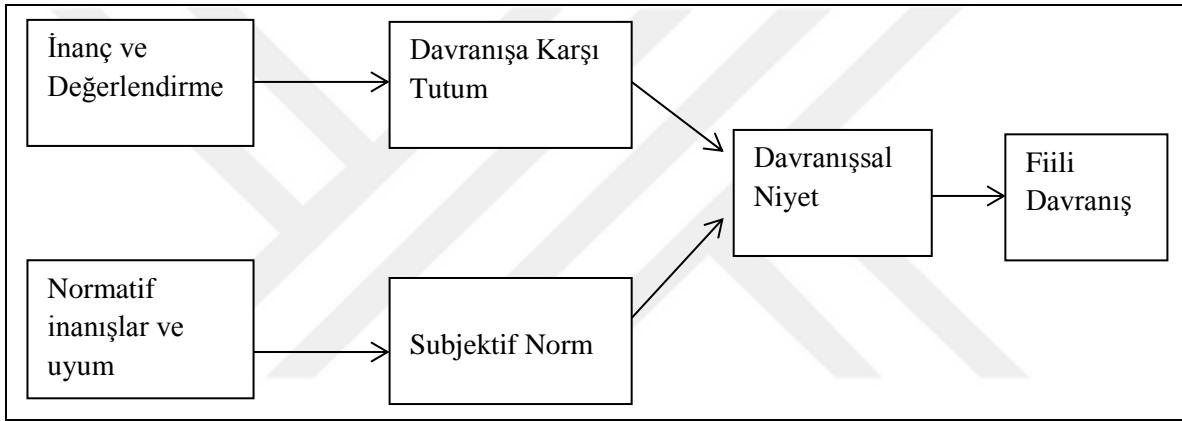 İnanç ve
Değerlendirme
Davranışa Karşı
Tutum
Davranışsal
Niyet
Fiili
Davranış
Normatif
inanışlar ve
uyum
Subjektif Norm